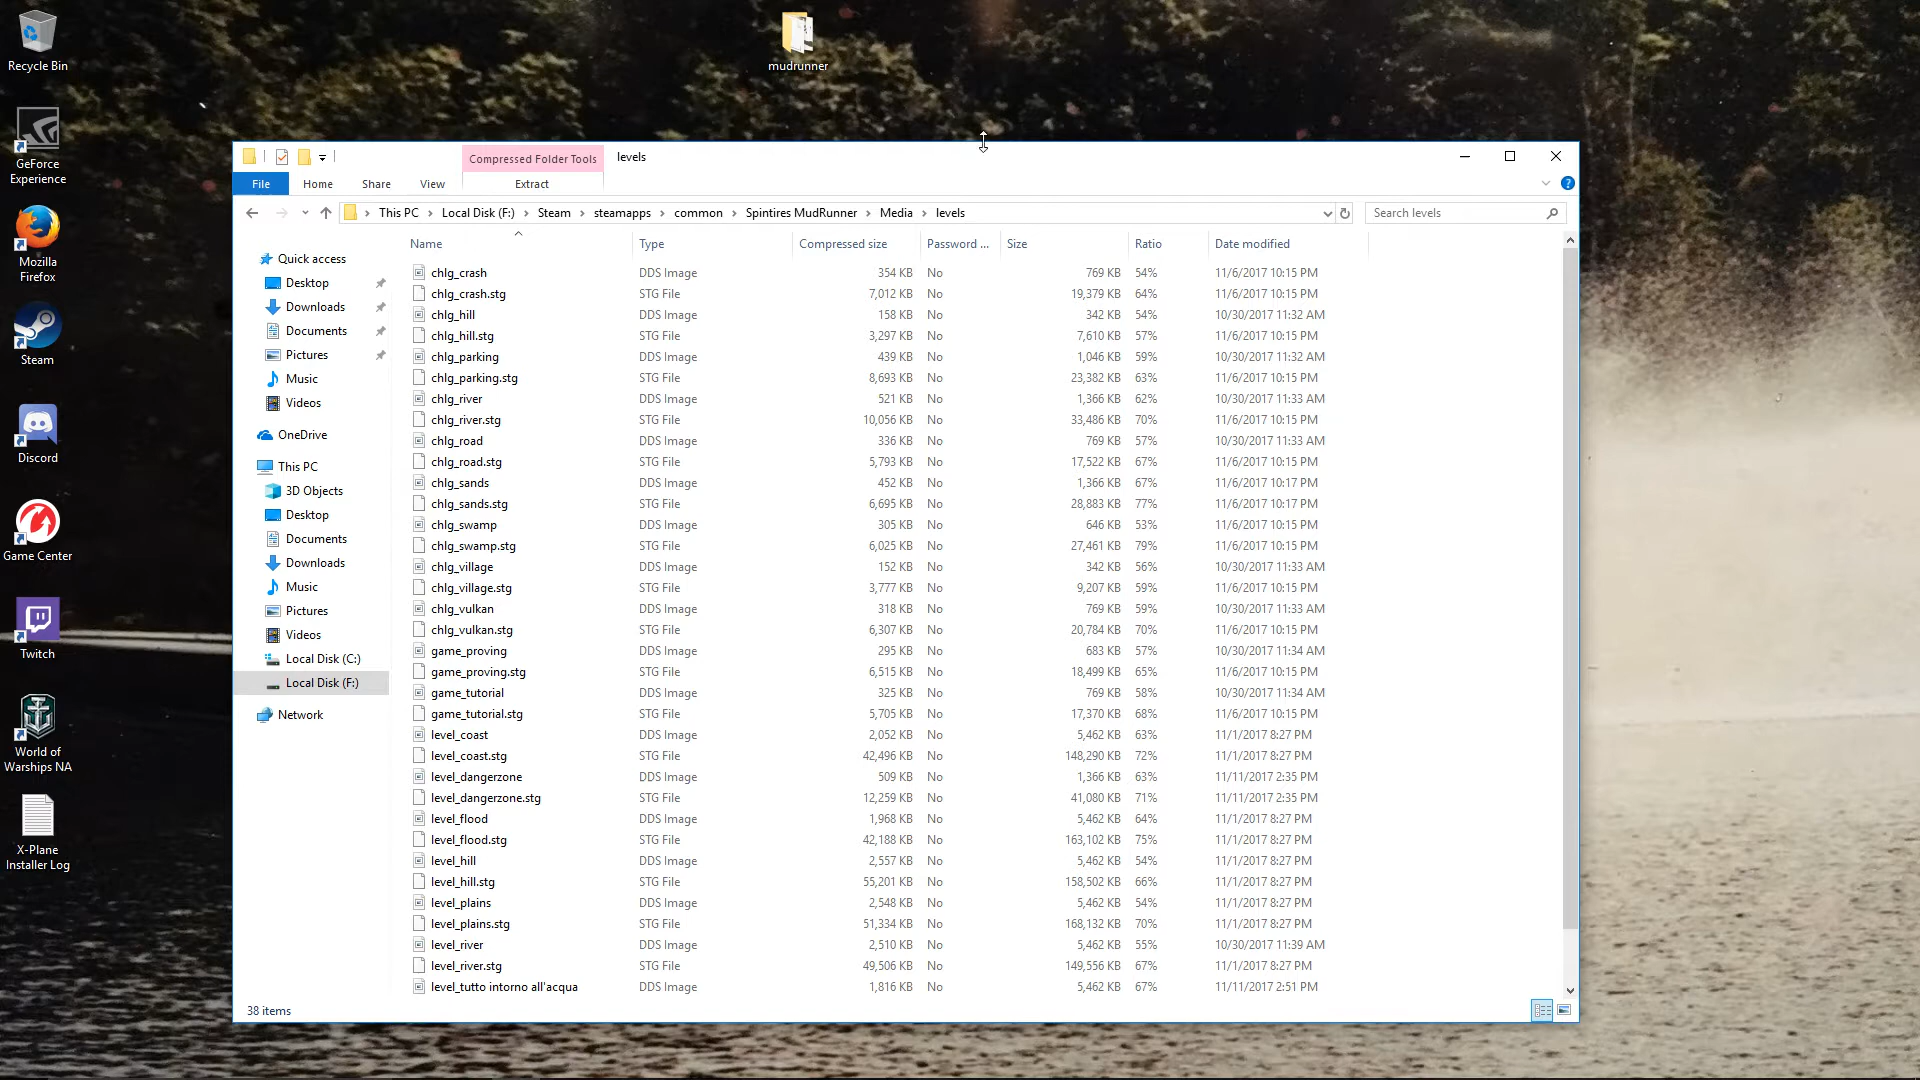 Recycle Bin
GeForce
Experience
Mozilla
Firefox
Steam
Discord
Game Center
Twitch
World of
Warships NA
X-Plane
Installer Log
mudrunner
Compressed Folder Tools levels
File Home Share View Extract
This PC Local Disk (F:) Steam steamapps common Spintires MudRunner Media levels Search levels
Quick access
Desktop
Downloads
Documents
Pictures
Music
Videos
OneDrive
This PC
3D Objects
Desktop
Documents
Downloads
Music
Pictures
Videos
Local Disk (C:)
Local Disk (F:)
Network
Name Type Compressed size Password ... Size Ratio Date modified
chlg_crash DDS Image 354 KB No 769 KB 54% 11/6/2017 10:15 PM
chlg_crash.stg STG File 7,012 KB No 19,379 KB 64% 11/6/2017 10:15 PM
chlg_hill DDS Image 158 KB No 342 KB 54% 10/30/2017 11:32 AM
chlg_hill.stg STG File 3,297 KB No 7,610 KB 57% 11/6/2017 10:15 PM
chlg_parking DDS Image 439 KB No 1,046 KB 59% 10/30/2017 11:32 AM
chlg_parking.stg STG File 8,693 KB No 23,382 KB 63% 11/6/2017 10:15 PM
chlg_river DDS Image 521 KB No 1,366 KB 62% 10/30/2017 11:33 AM
chlg_river.stg STG File 10,056 KB No 33,486 KB 70% 11/6/2017 10:15 PM
chlg_road DDS Image 336 KB No 769 KB 57% 10/30/2017 11:33 AM
chlg_road.stg STG File 5,793 KB No 17,522 KB 67% 11/6/2017 10:15 PM
chlg_sands DDS Image 452 KB No 1,366 KB 67% 11/6/2017 10:17 PM
chlg_sands.stg STG File 6,695 KB No 28,883 KB 77% 11/6/2017 10:15 PM
chlg_swamp DDS Image 305 KB No 646 KB 53% 11/6/2017 10:15 PM
chlg_swamp.stg STG File 6,025 KB No 27,461 KB 79% 11/6/2017 10:15 PM
chlg_village DDS Image 152 KB No 342 KB 56% 10/30/2017 11:33 AM
chlg_village.stg STG File 3,777 KB No 9,207 KB 59% 11/6/2017 10:15 PM
chlg_vulkan DDS Image 318 KB No 769 KB 59% 10/30/2017 11:33 AM
chlg_vulkan.stg STG File 6,307 KB No 20,784 KB 70% 11/6/2017 10:15 PM
game_proving DDS Image 295 KB No 683 KB 57% 10/30/2017 11:34 AM
game_proving.stg STG File 6,515 KB No 18,499 KB 65% 11/6/2017 10:15 PM
game_tutorial DDS Image 325 KB No 769 KB 58% 10/30/2017 11:34 AM
game_tutorial.stg STG File 5,705 KB No 17,370 KB 68% 11/6/2017 10:15 PM
level_coast DDS Image 2,052 KB No 5,462 KB 63% 11/1/2017 8:27 PM
level_coast.stg STG File 42,496 KB No 148,290 KB 72% 11/1/2017 8:27 PM
level_dangerzone DDS Image 509 KB No 1,366 KB 63% 11/11/2017 2:35 PM
level_dangerzone.stg STG File 12,259 KB No 41,080 KB 71% 11/11/2017 2:35 PM
level_flood DDS Image 1,968 KB No 5,462 KB 64% 11/1/2017 8:27 PM
level_flood.stg STG File 42,188 KB No 163,102 KB 75% 11/1/2017 8:27 PM
level_hill DDS Image 2,557 KB No 5,462 KB 54% 11/1/2017 8:27 PM
level_hill.stg STG File 55,201 KB No 158,502 KB 66% 11/1/2017 8:27 PM
level_plains DDS Image 2,548 KB No 5,462 KB 54% 11/1/2017 8:27 PM
level_plains.stg STG File 51,334 KB No 168,132 KB 70% 11/1/2017 8:27 PM
level_river DDS Image 2,510 KB No 5,462 KB 55% 10/30/2017 11:39 AM
level_river.stg STG File 49,506 KB No 149,556 KB 67% 11/1/2017 8:27 PM
level_tutto intorno all'acqua DDS Image 1,816 KB No 5,462 KB 67% 11/11/2017 2:51 PM
38 items